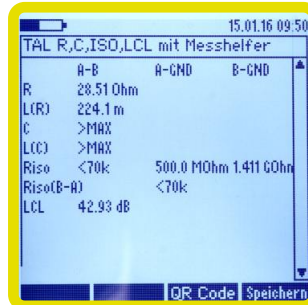 15.01.16 09:50
TAL R,C,ISO,LCL mit Messhelfer
A-B A-GND B-GND
R 28.51 Ohm
L(R) 224.1 m
C >MAX
L(C) >MAX
Riso <70k 500.0 MOhm 1.411 GOhm
Riso(B-A) <70k
LCL 42.93 dB
QR Code Speichern